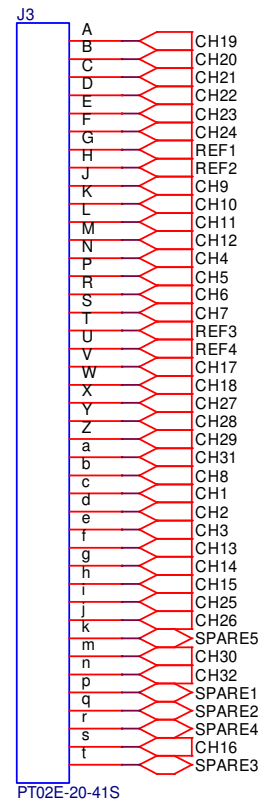 J3
A CH19
B CH20
C CH21
D CH22
E CH23
F CH24
G REF1
H REF2
J CH9
K CH10
L CH11
M CH12
N CH4
P CH5
R CH6
S CH7
T REF3
U REF4
V CH17
W CH18
X CH27
Y CH28
Z CH29
a CH31
b CH8
c CH1
d CH2
e CH3
f CH13
g CH14
h CH15
i CH25
j CH26
k SPARE5
m CH30
n CH32
p SPARE1
q SPARE2
r SPARE4
s CH16
t SPARE3
PT02E-20-41S